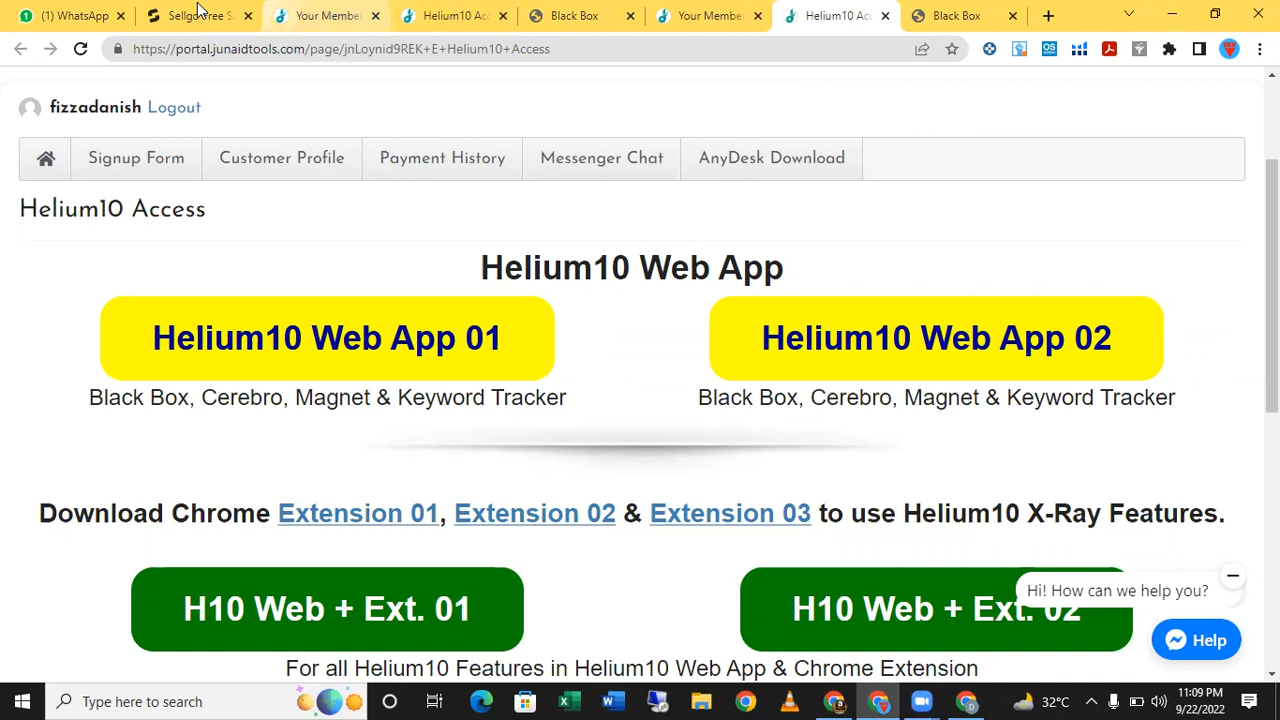 (1) WhatsApp
Sellgo Free S
Your Membe
Helium10 Acc
Black Box
Your Membe
Helium10 Acc
Black Box
https://portal.junaidtools.com/page/jnLoynid9REK+E+Helium10+Access
fizzadanish Logout
Signup Form
Customer Profile
Payment History
Messenger Chat
AnyDesk Download
Helium10 Access
Helium10 Web App
Helium10 Web App 01
Helium10 Web App 02
Black Box, Cerebro, Magnet & Keyword Tracker
Black Box, Cerebro, Magnet & Keyword Tracker
Download Chrome Extension 01, Extension 02 & Extension 03 to use Helium10 X-Ray Features.
H10 Web + Ext. 01
H10 Web + Ext. 02
Hi! How can we help you?
Help
For all Helium10 Features in Helium10 Web App & Chrome Extension
Type here to search
32°C
11:09 PM
9/22/2022